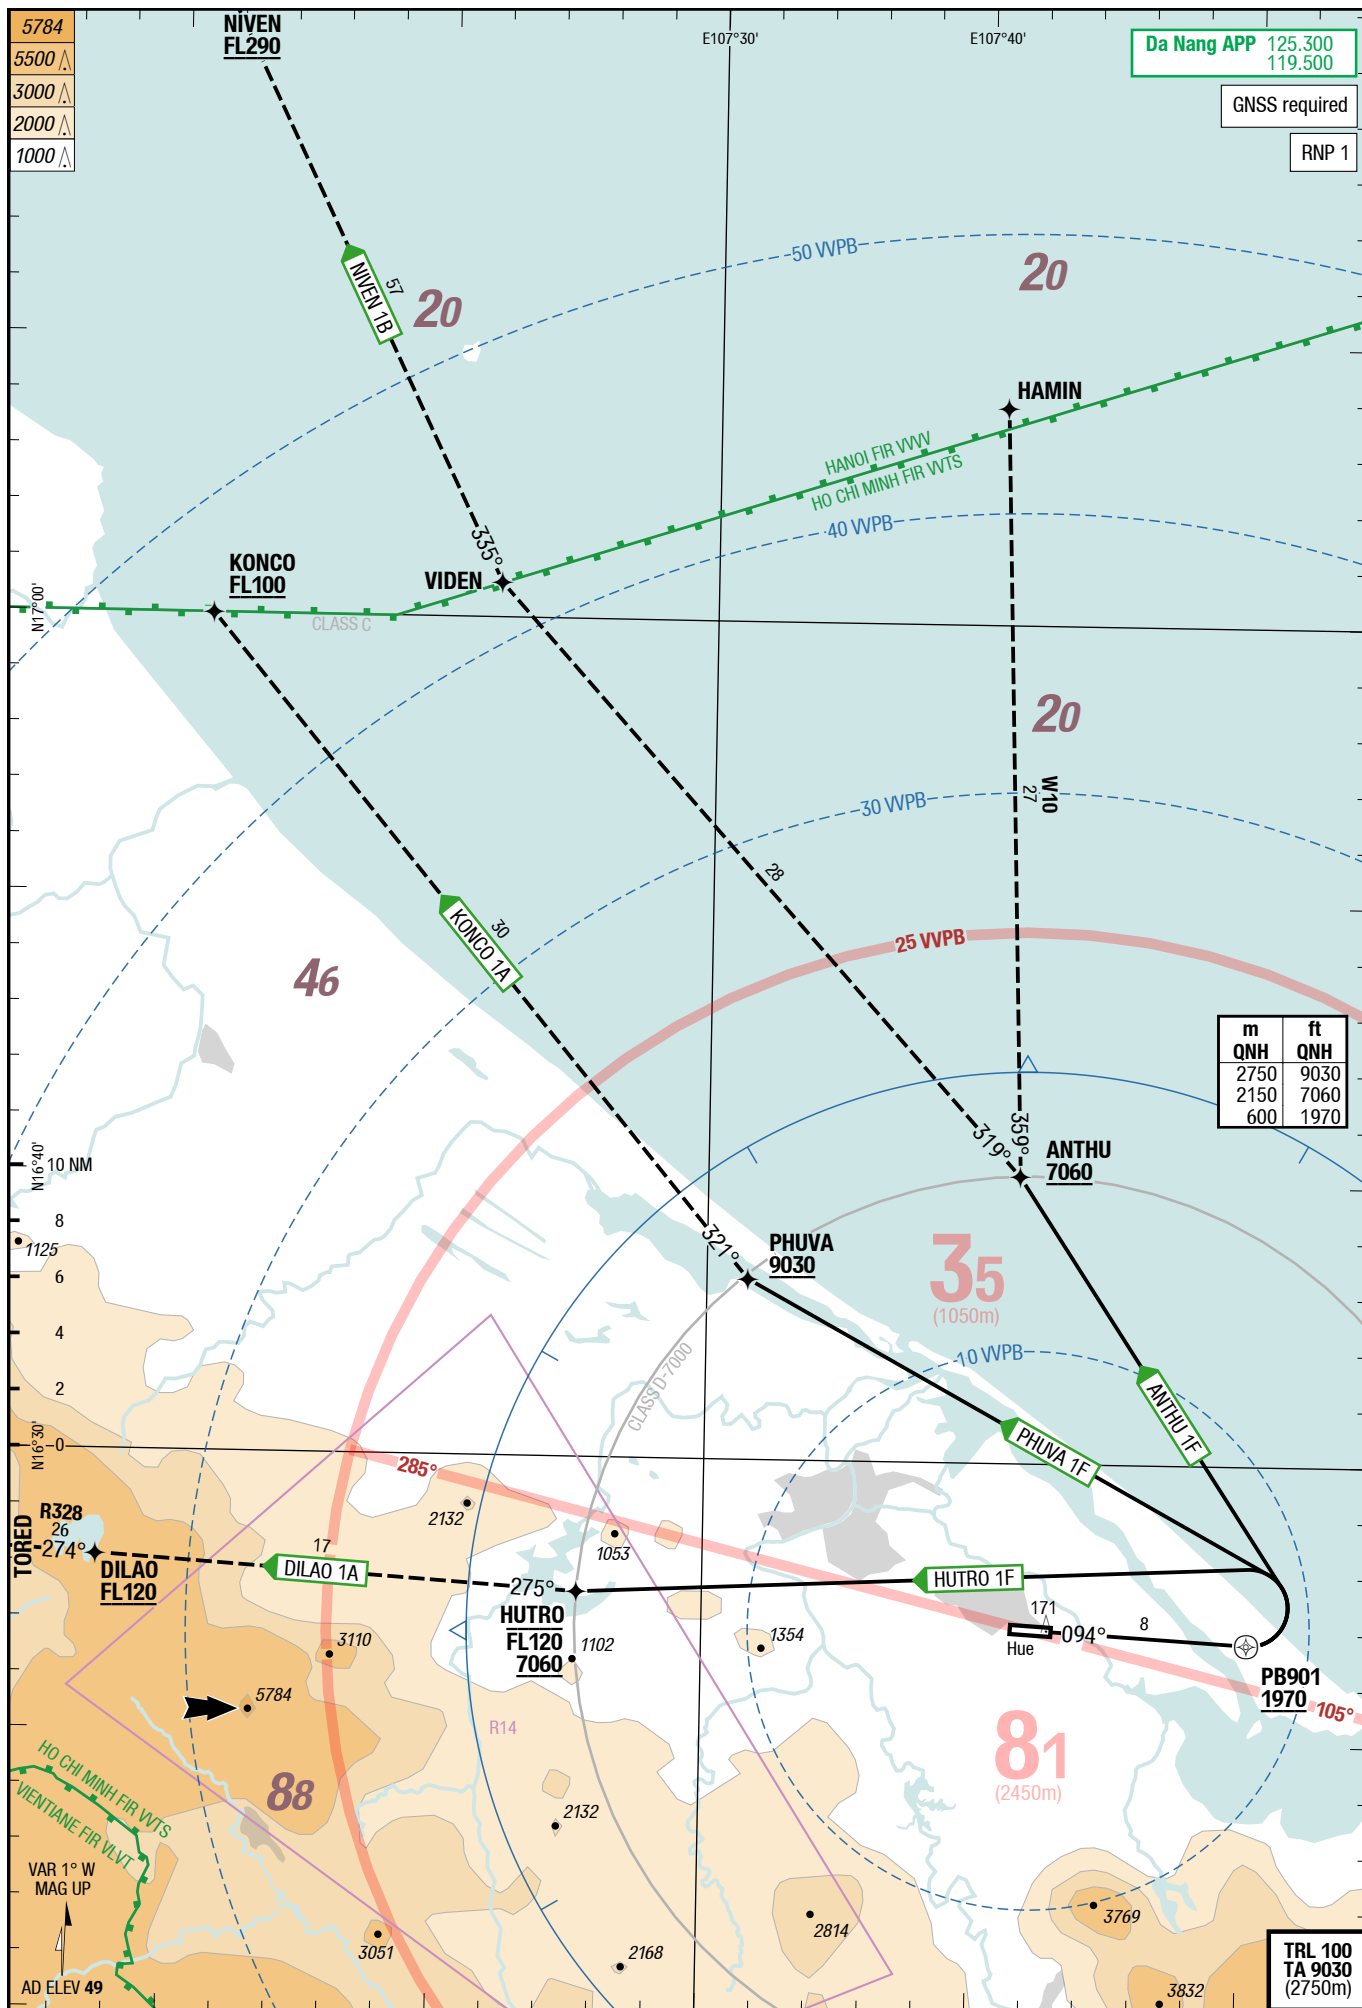 5784
5500
3000
2000
1000
NIVEN
FL290
E107°30'
E107°40'
Da Nang APP 125.300
119.500
GNSS required
RNP 1
50 VVPB
20
20
NIVEN 1B
57
HAMIN
HANOI FIR VVVV
HO CHI MINH FIR VVTS
40 VVPB
335°
VIDEN
KONCO
FL100
N17°00'
CLASS C
20
W10
27
30 VVPB
28
KONCO 1A
30
25 VVPB
46
m ft
QNH QNH
2750 9030
2150 7060
600 1970
359°
319°
ANTHU
7060
N16°40'
10 NM
8
6
4
2
0
N16°30'
1125
321°
PHUVA
9030
35
(1050m)
10 VVPB
CLASS D-7000
ANTHU 1F
PHUVA 1F
285°
2132
1053
R328
26
TORED
274°
DILAO
FL120
17
DILAO 1A
275°
HUTRO
FL120
7060
HUTRO 1F
171
Hue
094°
8
1102
1354
3110
PB901
1970
105°
5784
R14
81
(2450m)
88
HO CHI MINH FIR VVTS
VIENTIANE FIR VLVT
2132
VAR 1° W
MAG UP
3051
2168
2814
3769
3832
AD ELEV 49
TRL 100
TA 9030
(2750m)